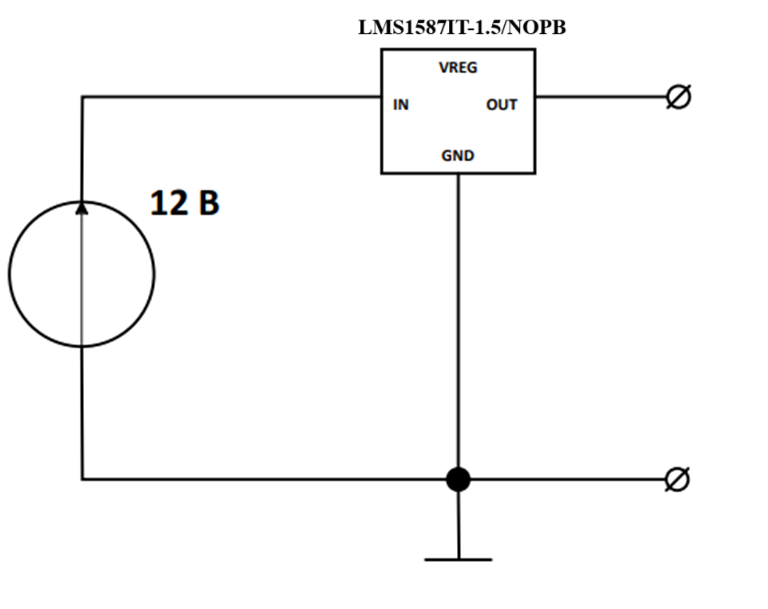 LMS1587IT-1.5/NOPB
VREG
IN OUT
GND
12 В